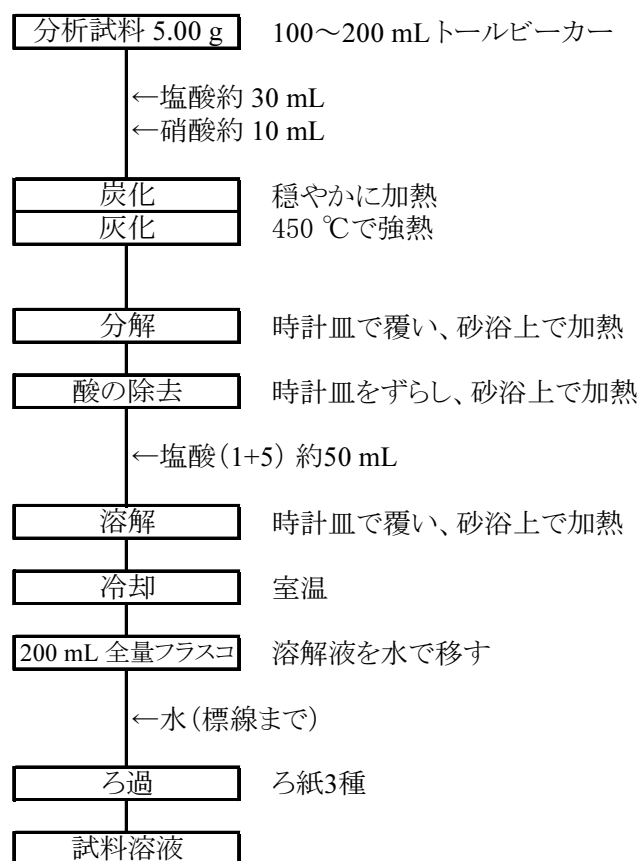 分析試料 5.00 g 100～200 mLトールビーカー
←塩酸約 30 mL
←硝酸約 10 mL
炭化 穏やかに加熱
灰化 450 ℃で強熱
分解 時計皿で覆い、砂浴上で加熱
酸の除去 時計皿をずらし、砂浴上で加熱
←塩酸（1+5） 約50 mL
溶解 時計皿で覆い、砂浴上で加熱
冷却 室温
200 mL 全量フラスコ 溶解液を水で移す
←水（標線まで）
ろ過 ろ紙3種
試料溶液